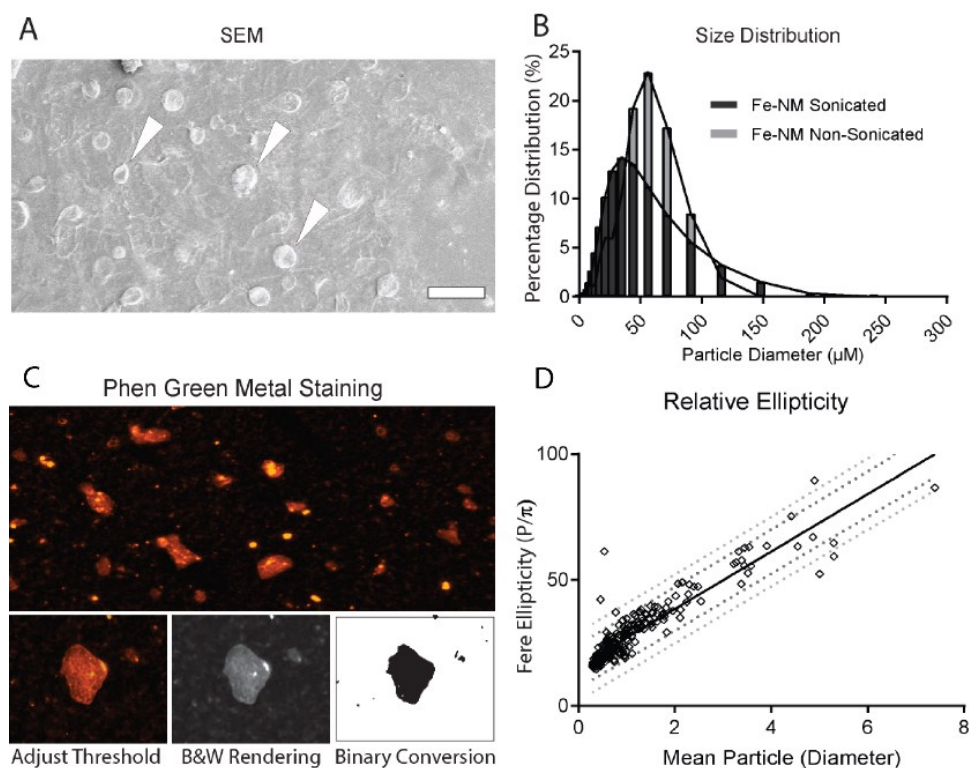 A
SEM
B
Size Distribution
Percentage Distribution (%)
25
20
15
10
5
0
Fe-NM Sonicated
Fe-NM Non-Sonicated
0
50
100
150
200
250
300
Particle Diameter (µM)
C
Phen Green Metal Staining
Adjust Threshold
B&W Rendering
Binary Conversion
D
Relative Ellipticity
Fere Ellipticity (P/π)
100
50
0
0
2
4
6
8
Mean Particle (Diameter)